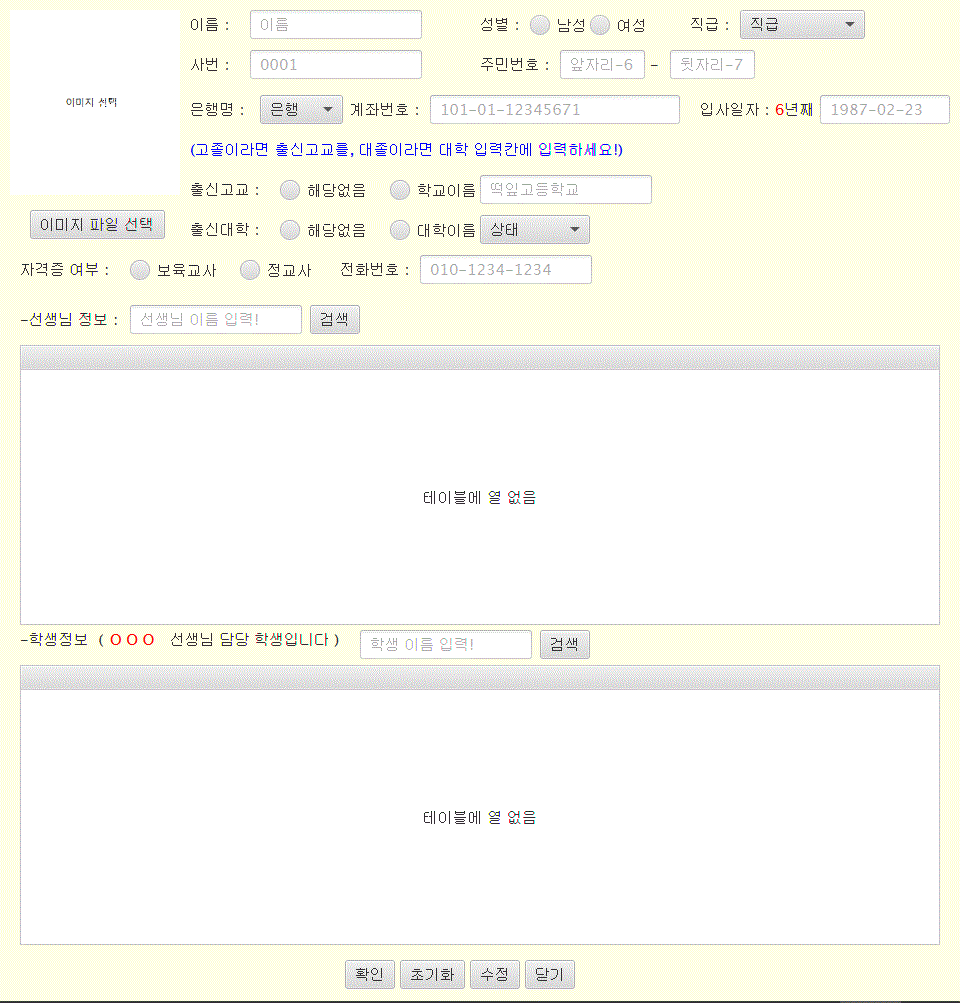 이미지 선택
이름 : 이름 성별 : 남성 여성 직급 : 직급
사번 : 0001 주민번호 : 앞자리-6 - 뒷자리-7
은행명 : 은행 계좌번호 : 101-01-12345671 입사일자 : 6년째 1987-02-23
(고졸이라면 출신고교를, 대졸이라면 대학 입력칸에 입력하세요!)
출신고교 : 해당없음 학교이름 떡잎고등학교
이미지 파일 선택
출신대학 : 해당없음 대학이름 상태
자격증 여부 : 보육교사 정교사 전화번호 : 010-1234-1234
-선생님 정보 : 선생님 이름 입력! 검색
테이블에 열 없음
-학생정보 ( O O O 선생님 담당 학생입니다 ) 학생 이름 입력! 검색
테이블에 열 없음
확인 초기화 수정 닫기